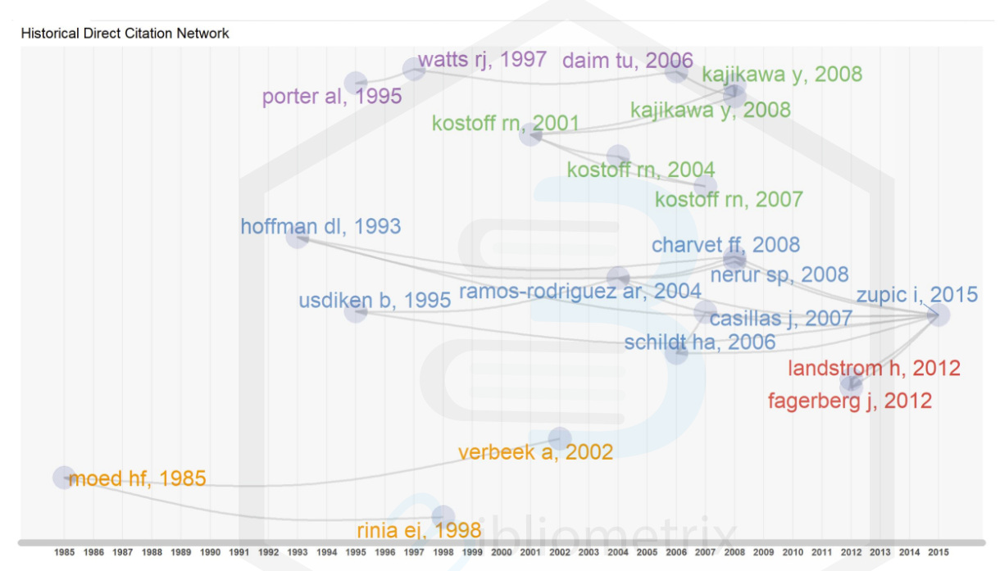 Historical Direct Citation Network
watts rj, 1997
daim tu, 2006
kajikawa y, 2008
porter al, 1995
kajikawa y, 2008
kostoff rn, 2001
kostoff rn, 2004
kostoff rn, 2007
hoffman dl, 1993
charvet ff, 2008
nerur sp, 2008
ramos-rodriguez ar, 2004
zupic i, 2015
usdiken b, 1995
casillas j, 2007
schildt ha, 2006
landstrom h, 2012
fagerberg j, 2012
verbeek a, 2002
moed hf, 1985
rinia ej, 1998
bibliometrix
1985 1986 1987 1988 1989 1990 1991 1992 1993 1994 1995 1996 1997 1998 1999 2000 2001 2002 2003 2004 2005 2006 2007 2008 2009 2010 2011 2012 2013 2014 2015